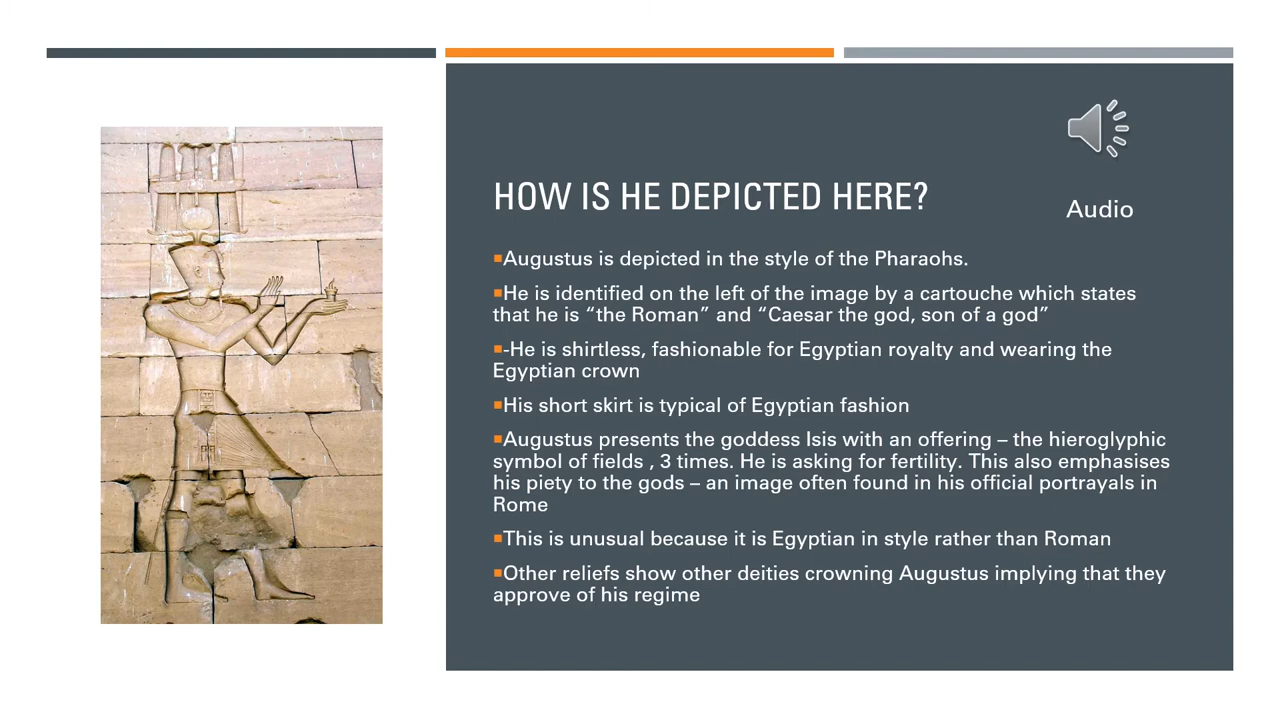 Audio
HOW IS HE DEPICTED HERE?
▪Augustus is depicted in the style of the Pharaohs.
▪He is identified on the left of the image by a cartouche which states
that he is “the Roman” and “Caesar the god, son of a god”
▪-He is shirtless, fashionable for Egyptian royalty and wearing the
Egyptian crown
▪His short skirt is typical of Egyptian fashion
▪Augustus presents the goddess Isis with an offering – the hieroglyphic
symbol of fields , 3 times. He is asking for fertility. This also emphasises
his piety to the gods – an image often found in his official portrayals in
Rome
▪This is unusual because it is Egyptian in style rather than Roman
▪Other reliefs show other deities crowning Augustus implying that they
approve of his regime